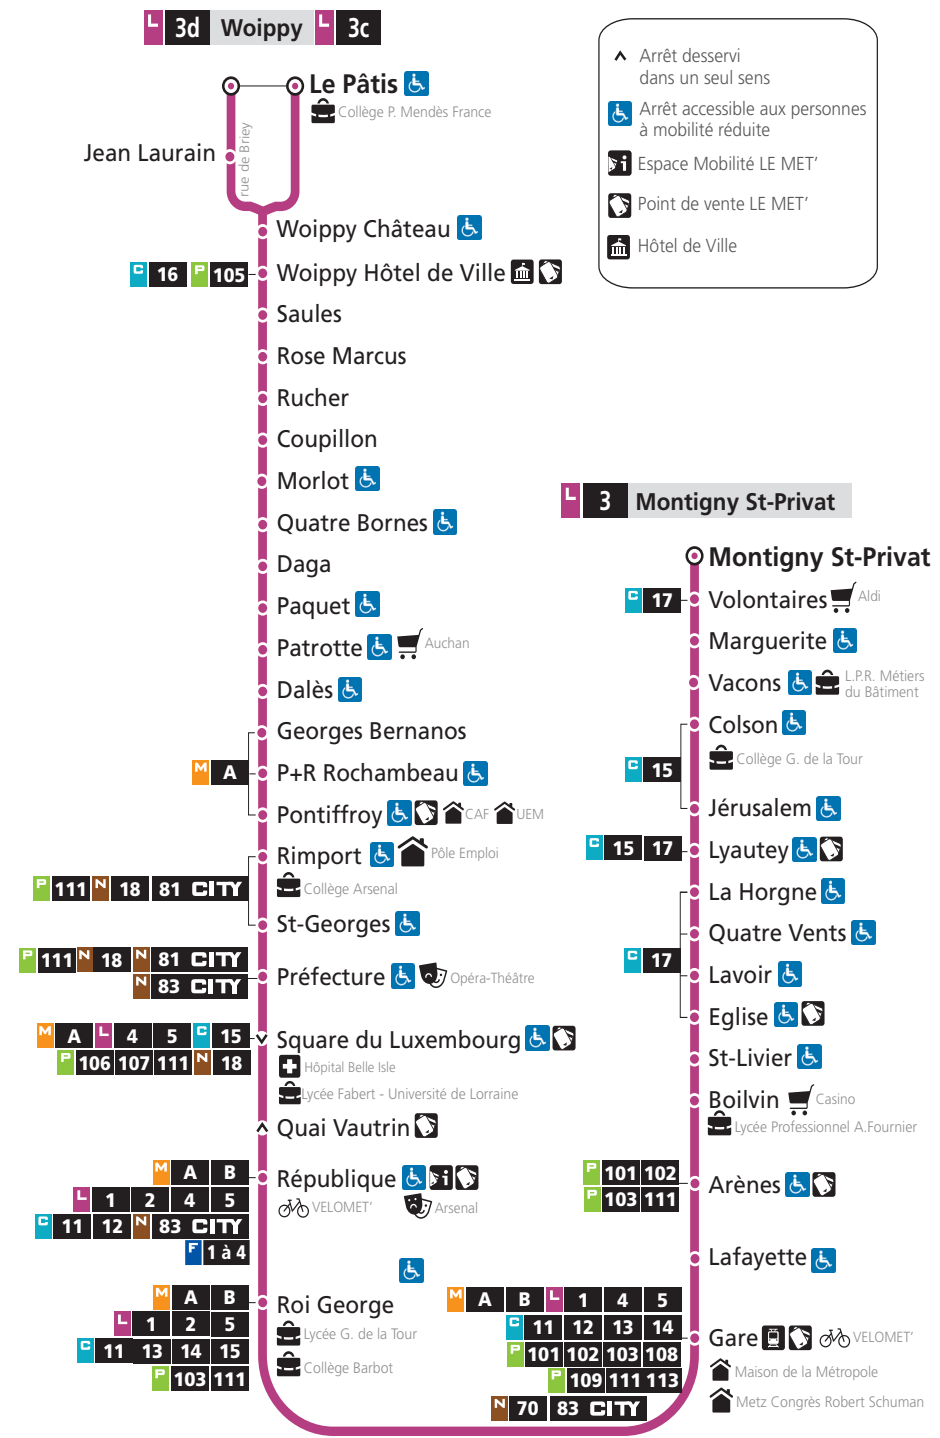 L 3d Woippy L 3c
Le Pâtis
Collège P. Mendès France
rue de Briey
Jean Laurain
Woippy Château
C 16 P 105 Woippy Hôtel de Ville
Saules
Rose Marcus
Rucher
Coupillon
Morlot
Quatre Bornes
Daga
Paquet
Patrotte Auchan
Dalès
Georges Bernanos
M A P+R Rochambeau
Pontiffroy CAF UEM
Rimport Pôle Emploi
P 111 N 18 81 CITY Collège Arsenal
St-Georges
P 111 N 18 N 81 CITY
N 83 CITY
Préfecture Opéra-Théâtre
M A L 4 5 C 15
P 106 107 111 N 18
Square du Luxembourg
Hôpital Belle Isle
Lycée Fabert - Université de Lorraine
Quai Vautrin
M A B
L 1 2 4 5
C 11 12 N 83 CITY
F 1 à 4
République
VELOMET’ Arsenal
M A B
L 1 2 5
C 11 13 14 15
P 103 111
Roi George
Lycée G. de la Tour
Collège Barbot
Arrêt desservi
dans un seul sens
Arrêt accessible aux personnes
à mobilité réduite
Espace Mobilité LE MET’
Point de vente LE MET’
Hôtel de Ville
L 3 Montigny St-Privat
Montigny St-Privat
C 17 Volontaires Aldi
Marguerite
Vacons L.P.R. Métiers
du Bâtiment
Colson
C 15 Collège G. de la Tour
Jérusalem
C 15 17 Lyautey
La Horgne
Quatre Vents
C 17 Lavoir
Eglise
St-Livier
Boilvin Casino
Lycée Professionnel A.Fournier
P 101 102
P 103 111
Arènes
Lafayette
M A B L 1 4 5
C 11 12 13 14
P 101 102 103 108
P 109 111 113
N 70 83 CITY
Gare VELOMET’
Maison de la Métropole
Metz Congrès Robert Schuman